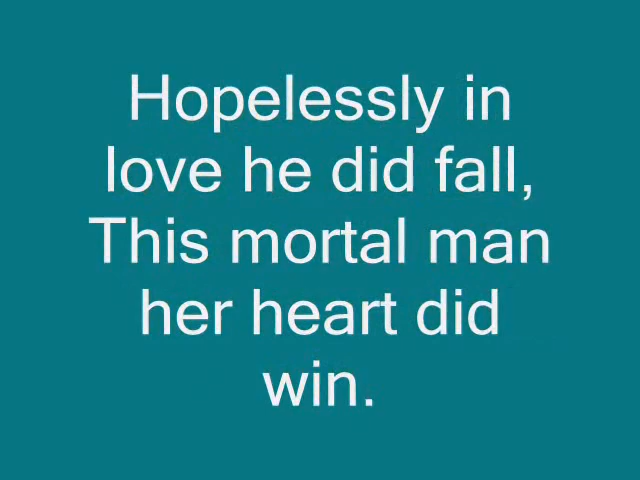 Hopelessly in
love he did fall,
This mortal man
her heart did
win.